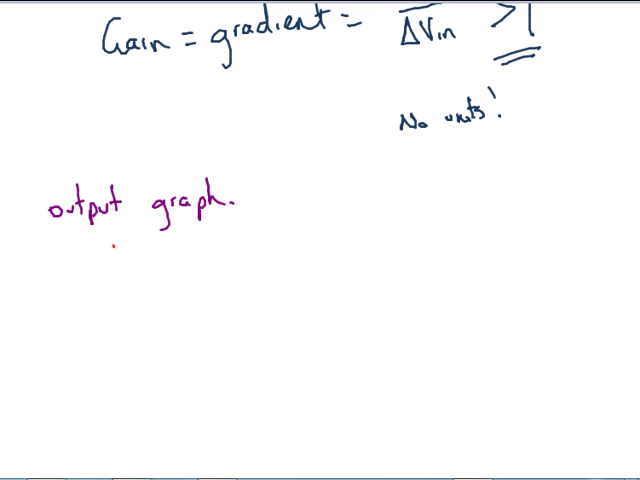 Gain = gradient = ΔVin >1
No units!
output graph.